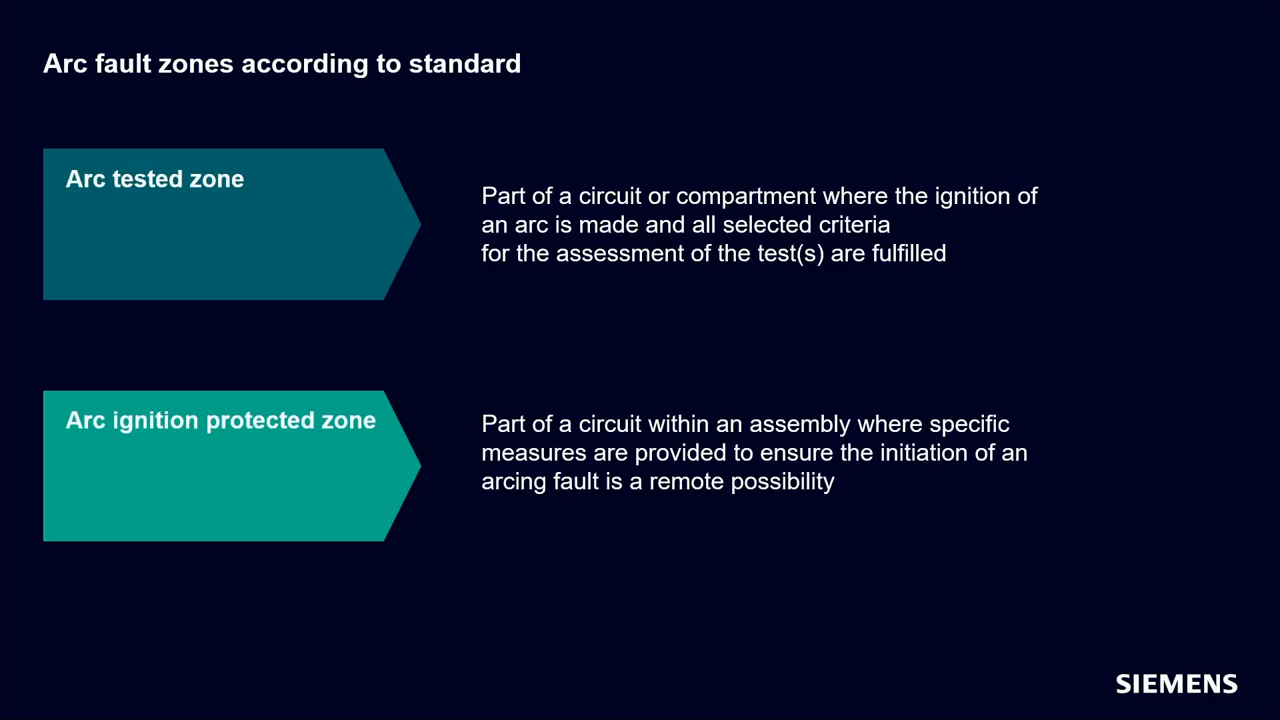 Arc fault zones according to standard
Arc tested zone
Part of a circuit or compartment where the ignition of
an arc is made and all selected criteria
for the assessment of the test(s) are fulfilled
Arc ignition protected zone
Part of a circuit within an assembly where specific
measures are provided to ensure the initiation of an
arcing fault is a remote possibility
SIEMENS